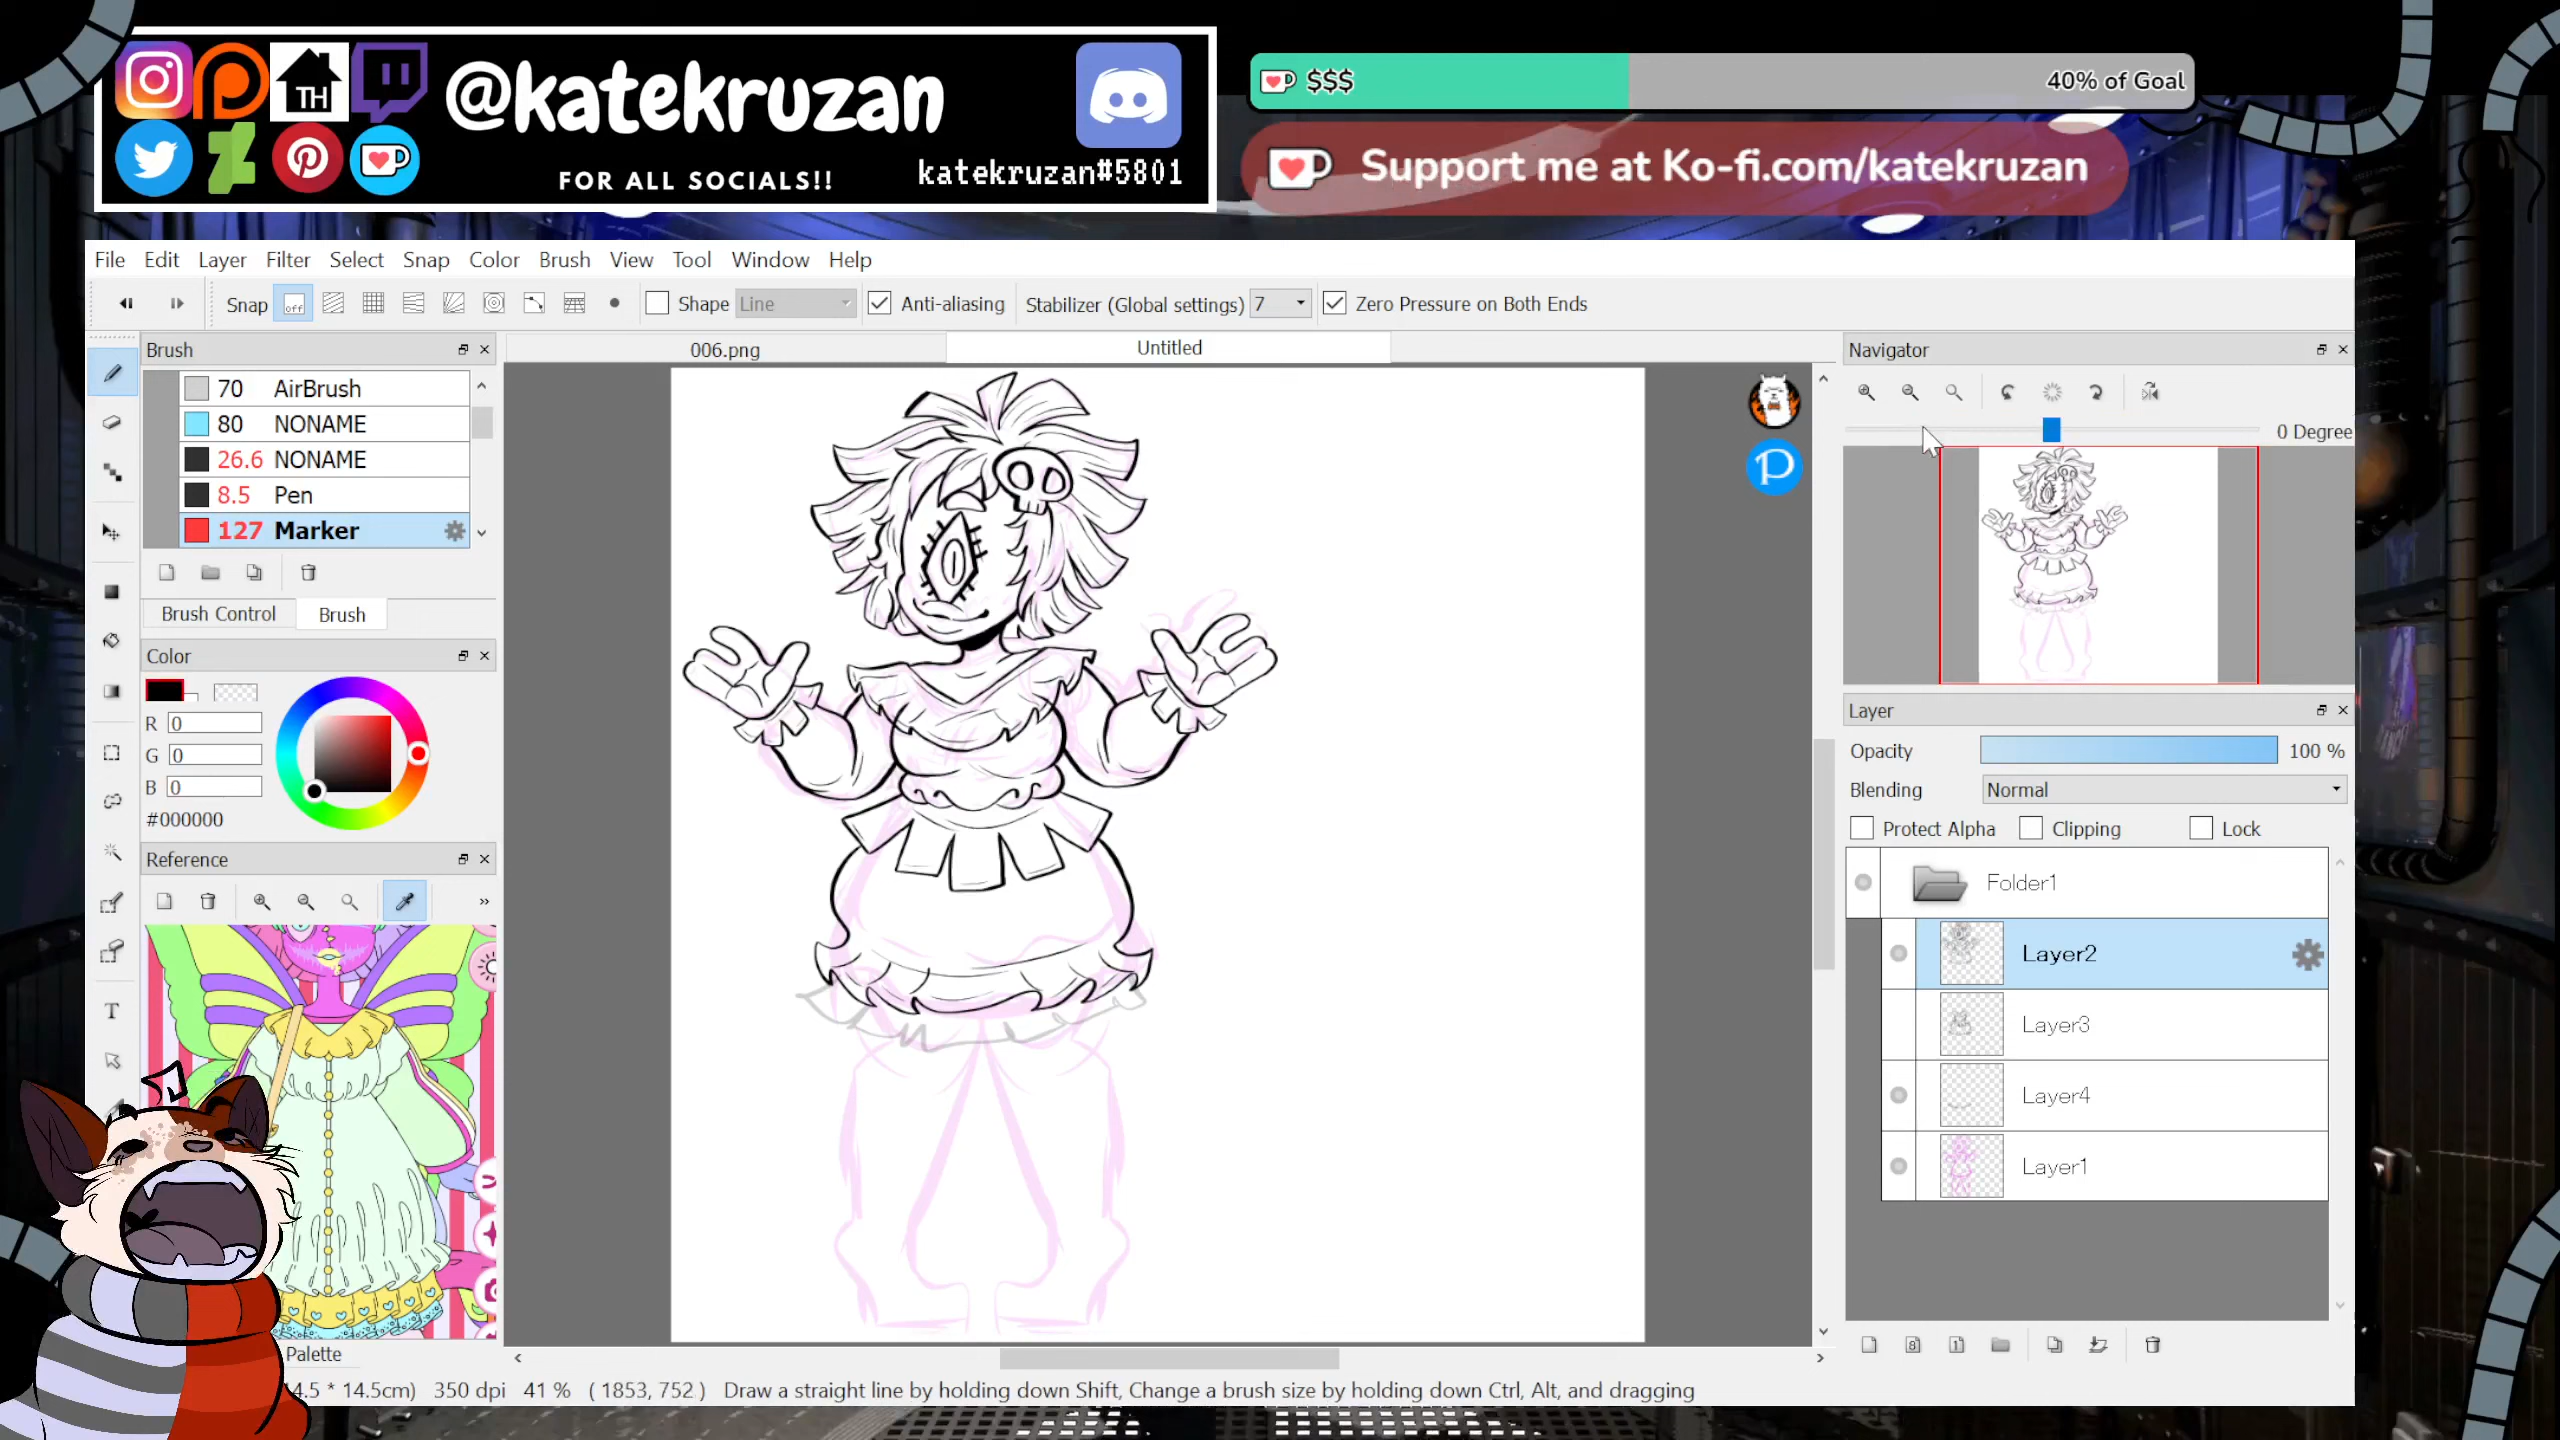 @katekruzan
FOR ALL SOCIALS!!
katekruzan#5801
TH
$$$
40% of Goal
Support me at Ko-fi.com/katekruzan
File Edit Layer Filter Select Snap Color Brush View Tool Window Help
Snap off Shape Line Anti-aliasing Stabilizer (Global settings) 7 Zero Pressure on Both Ends
Brush
70 AirBrush
80 NONAME
26.6 NONAME
8.5 Pen
127 Marker
Brush Control Brush
Color
R 0
G 0
B 0
#000000
Reference
»
T
Palette
006.png Untitled
P
Navigator
0 Degree
Layer
Opacity 100 %
Blending Normal
Protect Alpha Clipping Lock
Folder1
Layer2
Layer3
Layer4
Layer1
8 1
4.5 * 14.5cm) 350 dpi 41 % ( 1853, 752 ) Draw a straight line by holding down Shift, Change a brush size by holding down Ctrl, Alt, and dragging